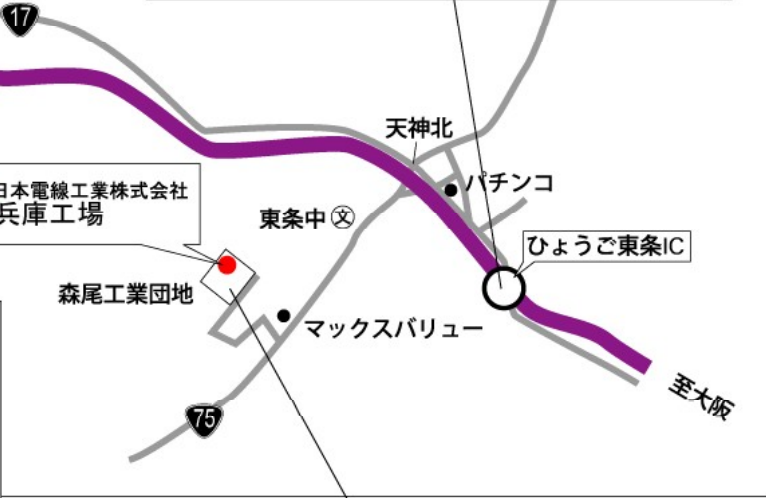 17
天神北
パチンコ
日本電線工業株式会社
兵庫工場
東条中 文
ひょうご東条IC
森尾工業団地
マックスバリュー
至大阪
75